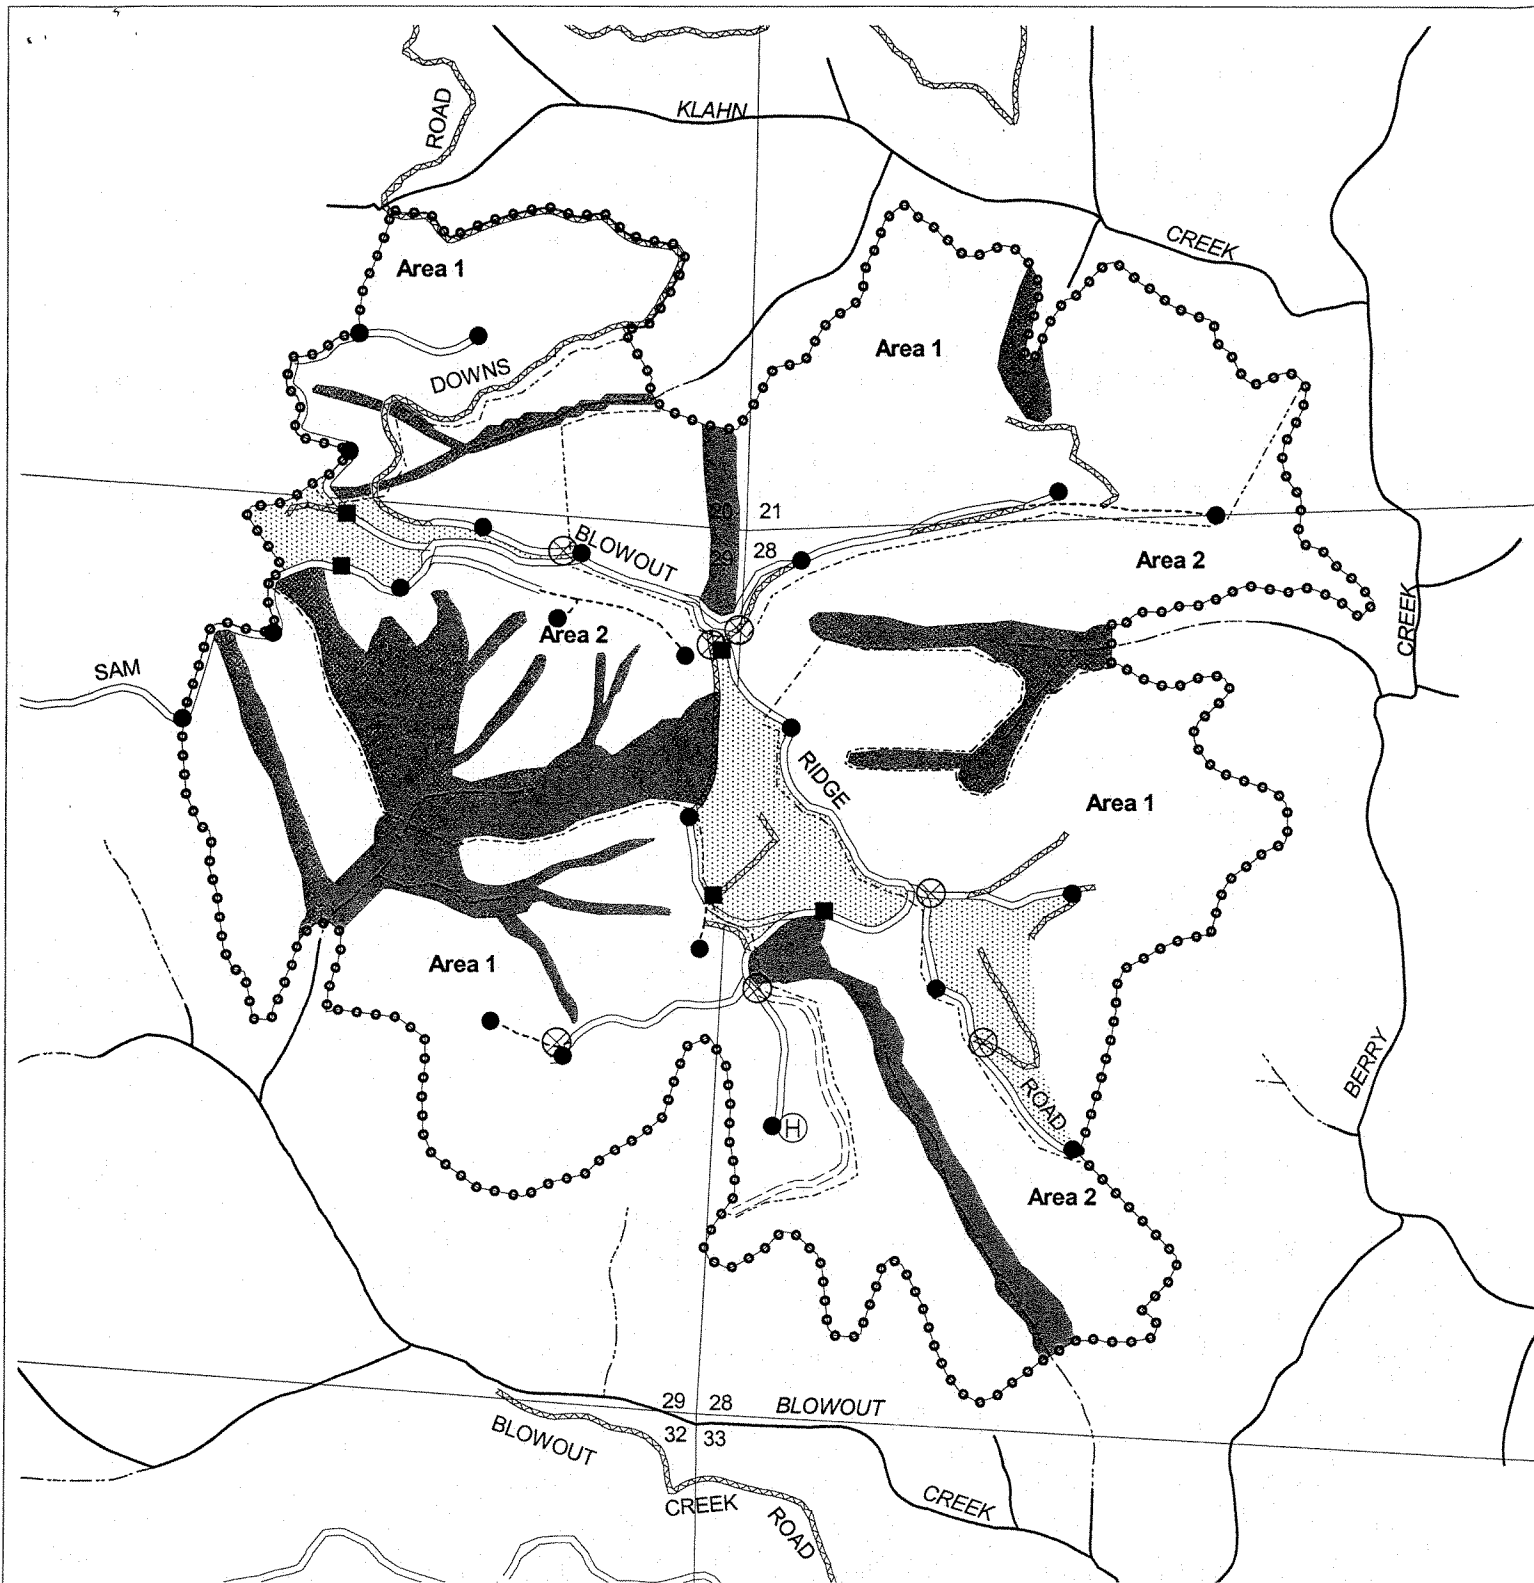 KLAHN
ROAD
CREEK
Area 1
Area 1
DOWNS
20 21
29 28
BLOWOUT
Area 2
Area 2
CREEK
SAM
RIDGE
Area 1
Area 1
BERRY
ROAD
H
Area 2
29 28
BLOWOUT
32 33
BLOWOUT
CREEK
CREEK
ROAD